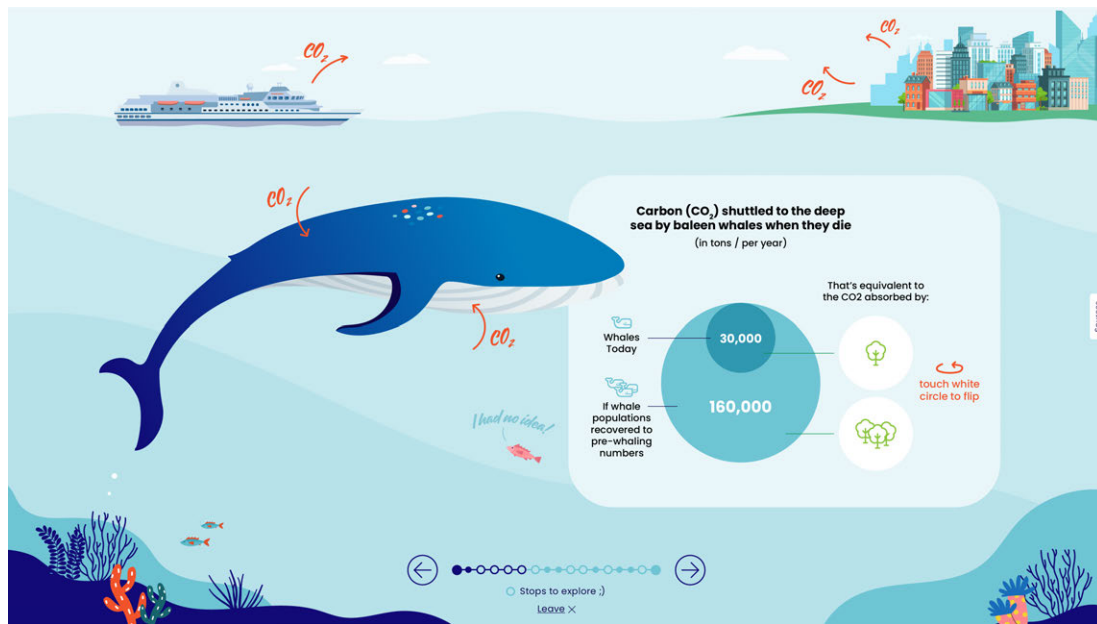 CO₂
CO₂
CO₂
CO₂
CO₂
Carbon (CO₂) shuttled to the deep
sea by baleen whales when they die
(in tons / per year)
That's equivalent to
the CO2 absorbed by:
Whales
Today
30,000
touch white
circle to flip
If whale
populations
recovered to
pre-whaling
numbers
160,000
I had no idea!
Stops to explore ;)
Leave ×